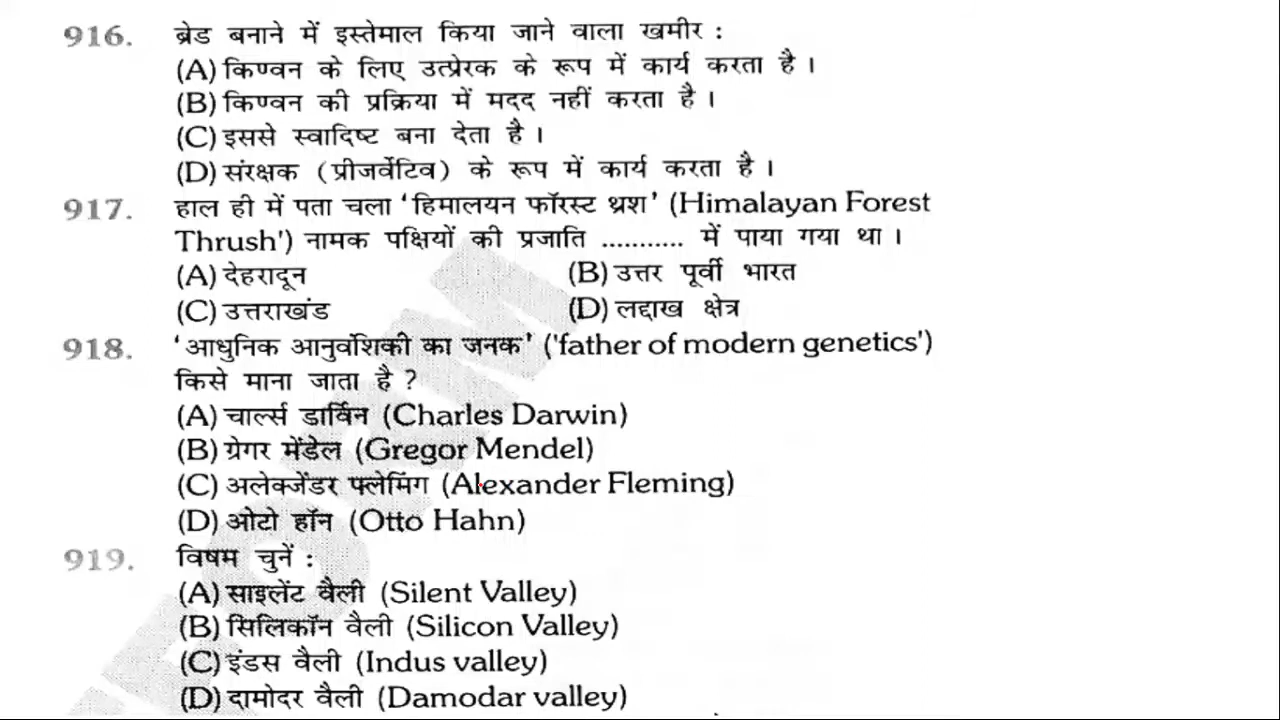 916. ब्रेड बनाने में इस्तेमाल किया जाने वाला खमीर :
(A) किण्वन के लिए उत्प्रेरक के रूप में कार्य करता है ।
(B) किण्वन की प्रक्रिया में मदद नहीं करता है ।
(C) इससे स्वादिष्ट बना देता है ।
(D) संरक्षक (प्रीजर्वेटिव) के रूप में कार्य करता है ।
917. हाल ही में पता चला ‘हिमालयन फॉरस्ट थ्रश’ (Himalayan Forest
Thrush') नामक पक्षियों की प्रजाति ........... में पाया गया था ।
(A) देहरादून (B) उत्तर पूर्वी भारत
(C) उत्तराखंड (D) लद्दाख क्षेत्र
918. ‘आधुनिक आनुवंशिकी का जनक’ ('father of modern genetics')
किसे माना जाता है ?
(A) चार्ल्स डार्विन (Charles Darwin)
(B) ग्रेगर मेंडेल (Gregor Mendel)
(C) अलेक्जेंडर फ्लेमिंग (Alexander Fleming)
(D) ओटो हॉन (Otto Hahn)
919. विषम चुनें :
(A) साइलेंट वैली (Silent Valley)
(B) सिलिकॉन वैली (Silicon Valley)
(C) इंडस वैली (Indus valley)
(D) दामोदर वैली (Damodar valley)